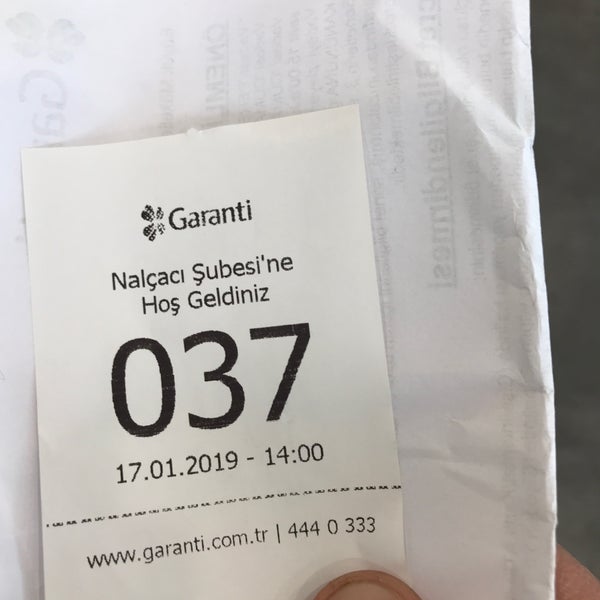 Garanti
Nalçacı Şubesi'ne
Hoş Geldiniz
037
17.01.2019 - 14:00
www.garanti.com.tr | 444 0 333